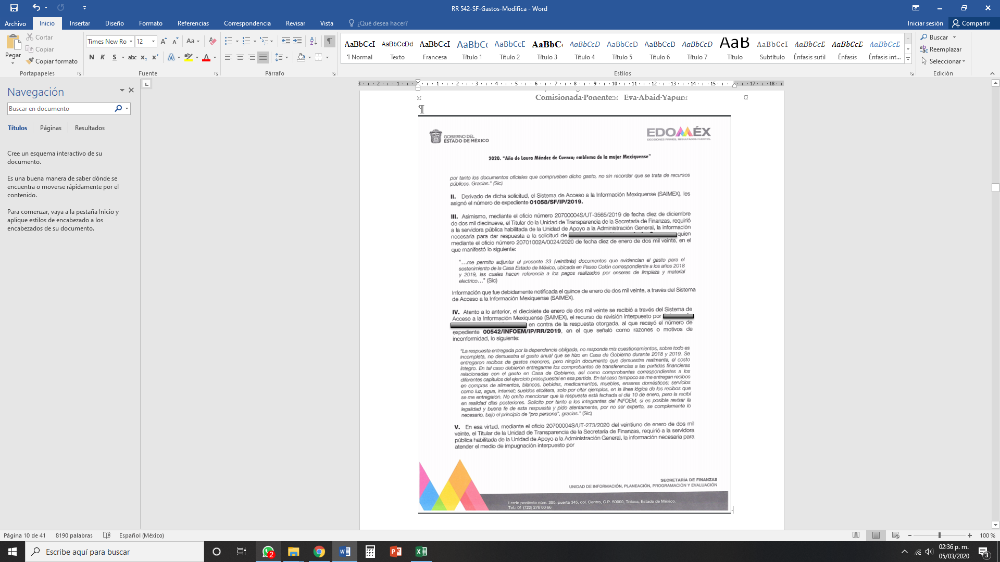 RR 542-SF-Gastos-Modifica - Word
Archivo Inicio Insertar Diseño Formato Referencias Correspondencia Revisar Vista ¿Qué desea hacer? Iniciar sesión Compartir
Pegar
Cortar
Copiar
Copiar formato
Portapapeles
Times New Ro 12
N K S abc x₂ x²
Fuente
Párrafo
AaBbCcI AaBbCcDd AaBbCcI AaBbCc AaBbCcD AaBbC AaBbCcD AaBbCcD AaBbCcD AaBbCcD AaB AaBbCcI AaBbCcD AaBbCcD AaBbCcD
¶ Normal Texto Francesa Título 1 Título 2 Título 3 Título 4 Título 5 Título 6 Título 7 Título Subtítulo Énfasis sutil Énfasis Énfasis int...
Estilos
Buscar
Reemplazar
Seleccionar
Edición
Navegación
Buscar en documento
Títulos Páginas Resultados
Cree un esquema interactivo de su
documento.
Es una buena manera de saber dónde se
encuentra o moverse rápidamente por el
contenido.
Para comenzar, vaya a la pestaña Inicio y
aplique estilos de encabezado a los
encabezados de su documento.
3 2 1 1 2 3 4 5 6 7 8 9 10 11 12 13 14 15 17 18
Comisionada·Ponente:¤ Eva·Abaid·Yapur¤
¶
GOBIERNO DEL
ESTADO DE MÉXICO
EDOMÉX
DECISIONES FIRMES, RESULTADOS FUERTES.
2020. “Año de Laura Méndez de Cuenca; emblema de la mujer Mexiquense”
por tanto los documentos oficiales que comprueben dicho gasto, no sin recordar que se trata de recursos
públicos. Gracias.” (Sic)
II. Derivado de dicha solicitud, el Sistema de Acceso a la Información Mexiquense (SAIMEX), les
asignó el número de expediente 01058/SF/IP/2019.
III. Asimismo, mediante el oficio número 20700004S/UT-3565/2019 de fecha diez de diciembre
de dos mil diecinueve, el Titular de la Unidad de Transparencia de la Secretaría de Finanzas, requirió
a la servidora pública habilitada de la Unidad de Apoyo a la Administración General, la información
necesaria para dar respuesta a la solicitud de quien
mediante el oficio número 20701002A/0024/2020 de fecha diez de enero de dos mil veinte, en el
que manifestó lo siguiente:
“…me permito adjuntar al presente 23 (veintitrés) documentos que evidencian el gasto para el
sostenimiento de la Casa Estado de México, ubicada en Paseo Colón correspondiente a los años 2018
y 2019, las cuales hacen referencia a los pagos realizados por enseres de limpieza y material
electrico…” (Sic)
Información que fue debidamente notificada el quince de enero de dos mil veinte, a través del Sistema
de Acceso a la Información Mexiquense (SAIMEX).
IV. Atento a lo anterior, el diecisiete de enero de dos mil veinte se recibió a través del Sistema de
Acceso a la Información Mexiquense (SAIMEX), el recurso de revisión interpuesto por
en contra de la respuesta otorgada, al que recayó el número de
expediente 00542/INFOEM/IP/RR/2019, en el que señaló como razones o motivos de
inconformidad, lo siguiente:
“La respuesta entregada por la dependencia obligada, no responde mis cuestionamientos, sobre todo es
incompleta, no demuestra el gasto anual que se hizo en Casa de Gobierno durante 2018 y 2019. Se
entregaron recibos de gastos menores, pero ningún documento que demuestre realmente, el costo
íntegro. En tal caso debieron entregarme los comprobantes de transferencias a las partidas financieras
relacionadas con el gasto en Casa de Gobierno, así como comprobantes correspondientes a los
diferentes capitulos del ejercicio presupuestal en esa partida. En tal caso tampoco se me entregan recibos
en compras de alimentos, blancos, bebidas, medicamentos, muebles, enseres domésticos; servicios
como luz, agua, internet; sueldos etcétera, solo por citar ejemplos, en la línea lógica de los recibos que
se me entregaron. No omito mencionar que la respuesta está fechada el dia 10 de enero, pero la recibí
en realidad días posteriores. Solicito por tanto a los integrantes del INFOEM, si es posible revisar la
legalidad y buena fe de esta respuesta y pido atentamente, por no ser experto, se complemente lo
necesario, bajo el principio de "pro persona", gracias.” (Sic)
V. En esa virtud, mediante el oficio 20700004S/UT-273/2020 del veintiuno de enero de dos mil
veinte, el Titular de la Unidad de Transparencia de la Secretaría de Finanzas, requirió a la servidora
pública habilitada de la Unidad de Apoyo a la Administración General, la información necesaria para
atender el medio de impugnación interpuesto por
SECRETARÍA DE FINANZAS
UNIDAD DE INFORMACIÓN, PLANEACIÓN, PROGRAMACIÓN Y EVALUACIÓN
Lerdo poniente núm. 300, puerta 345, col. Centro, C.P. 50000, Toluca, Estado de México.
Tel.: 01 (722) 276 00 66
Página 10 de 41 8190 palabras Español (México) 100 %
Escribe aquí para buscar
2
02:36 p. m.
05/03/2020
3